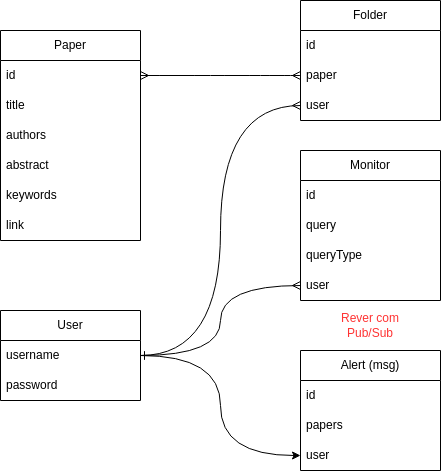 Paper
id
title
authors
abstract
keywords
link
Folder
id
paper
user
Monitor
id
query
queryType
user
User
username
password
Rever com
Pub/Sub
Alert (msg)
id
papers
user